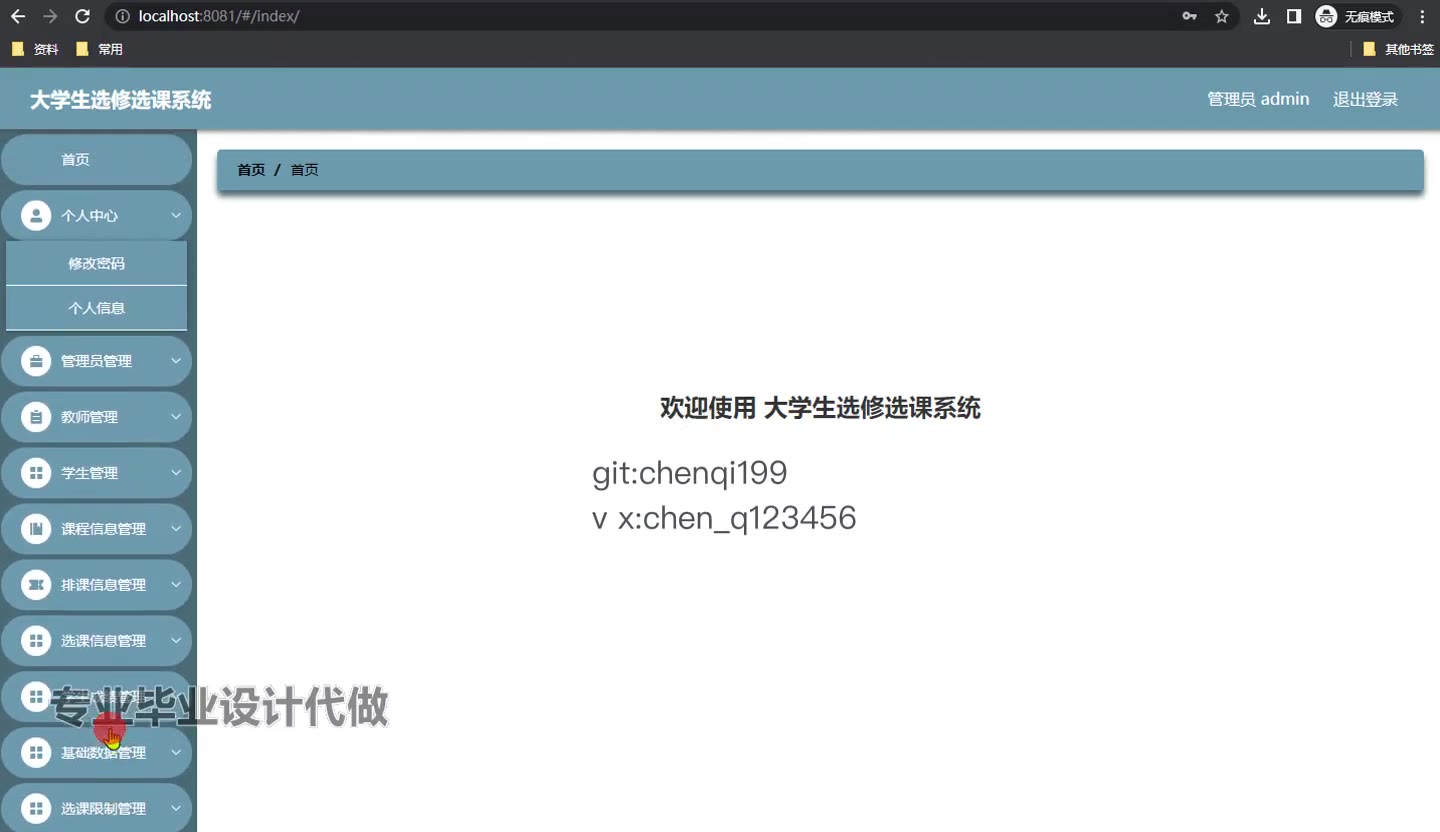 localhost:8081/#/index/
无痕模式
资料
常用
其他书签
大学生选修选课系统
管理员 admin
退出登录
首页
首页 / 首页
个人中心
修改密码
个人信息
管理员管理
教师管理
学生管理
课程信息管理
排课信息管理
选课信息管理
专业毕业设计代做
基础数据管理
选课限制管理
欢迎使用 大学生选修选课系统
git:chenqi199
v x:chen_q123456